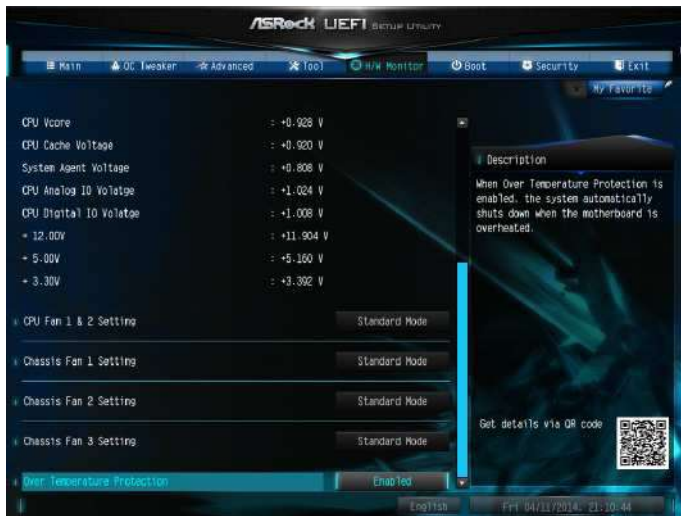 ASRock UEFI SETUP UTILITY
Main OC Tweaker Advanced Tool H/W Monitor Boot Security Exit
My Favorite
CPU Vcore : +0.928 V
CPU Cache Voltage : +0.920 V
System Agent Voltage : +0.808 V
CPU Analog IO Volatge : +1.024 V
CPU Digital IO Volatge : +1.008 V
+ 12.00V : +11.904 V
+ 5.00V : +5.160 V
+ 3.30V : +3.392 V
CPU Fan 1 & 2 Setting Standard Mode
Chassis Fan 1 Setting Standard Mode
Chassis Fan 2 Setting Standard Mode
Chassis Fan 3 Setting Standard Mode
Over Temperature Protection Enabled
Description
When Over Temperature Protection is
enabled. the system automatically
shuts down when the motherboard is
overheated.
Get details via QR code
English Fri 04/11/2014. 21:10:44